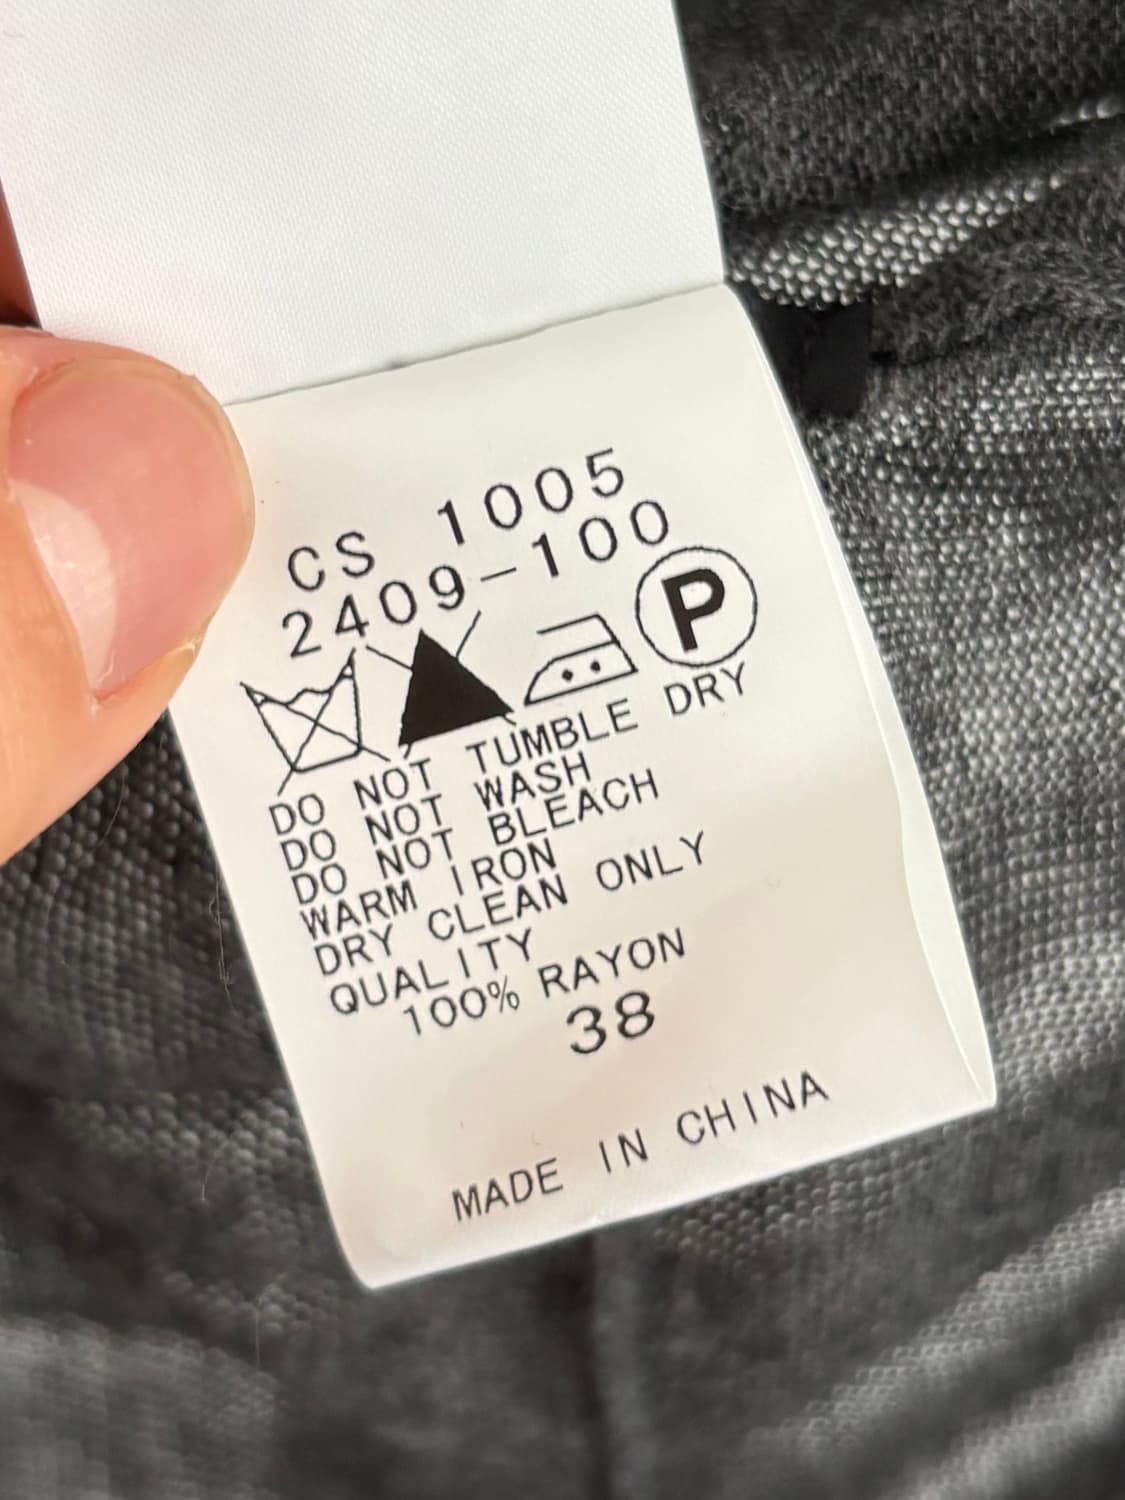 CS 1005
2409-100
P
DO NOT TUMBLE DRY
DO NOT WASH
DO NOT BLEACH
WARM IRON
DRY CLEAN ONLY
QUALITY
100% RAYON
38
MADE IN CHINA